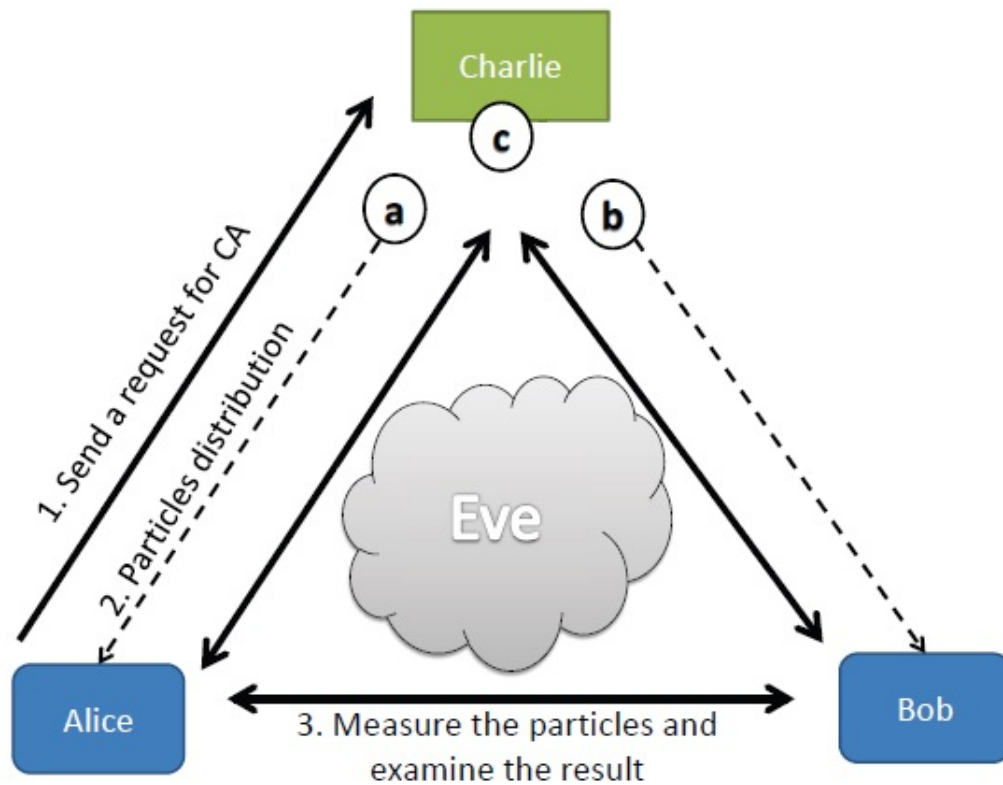 Charlie
c
a
b
1. Send a request for CA
2. Particles distribution
Eve
Alice
Bob
3. Measure the particles and
examine the result